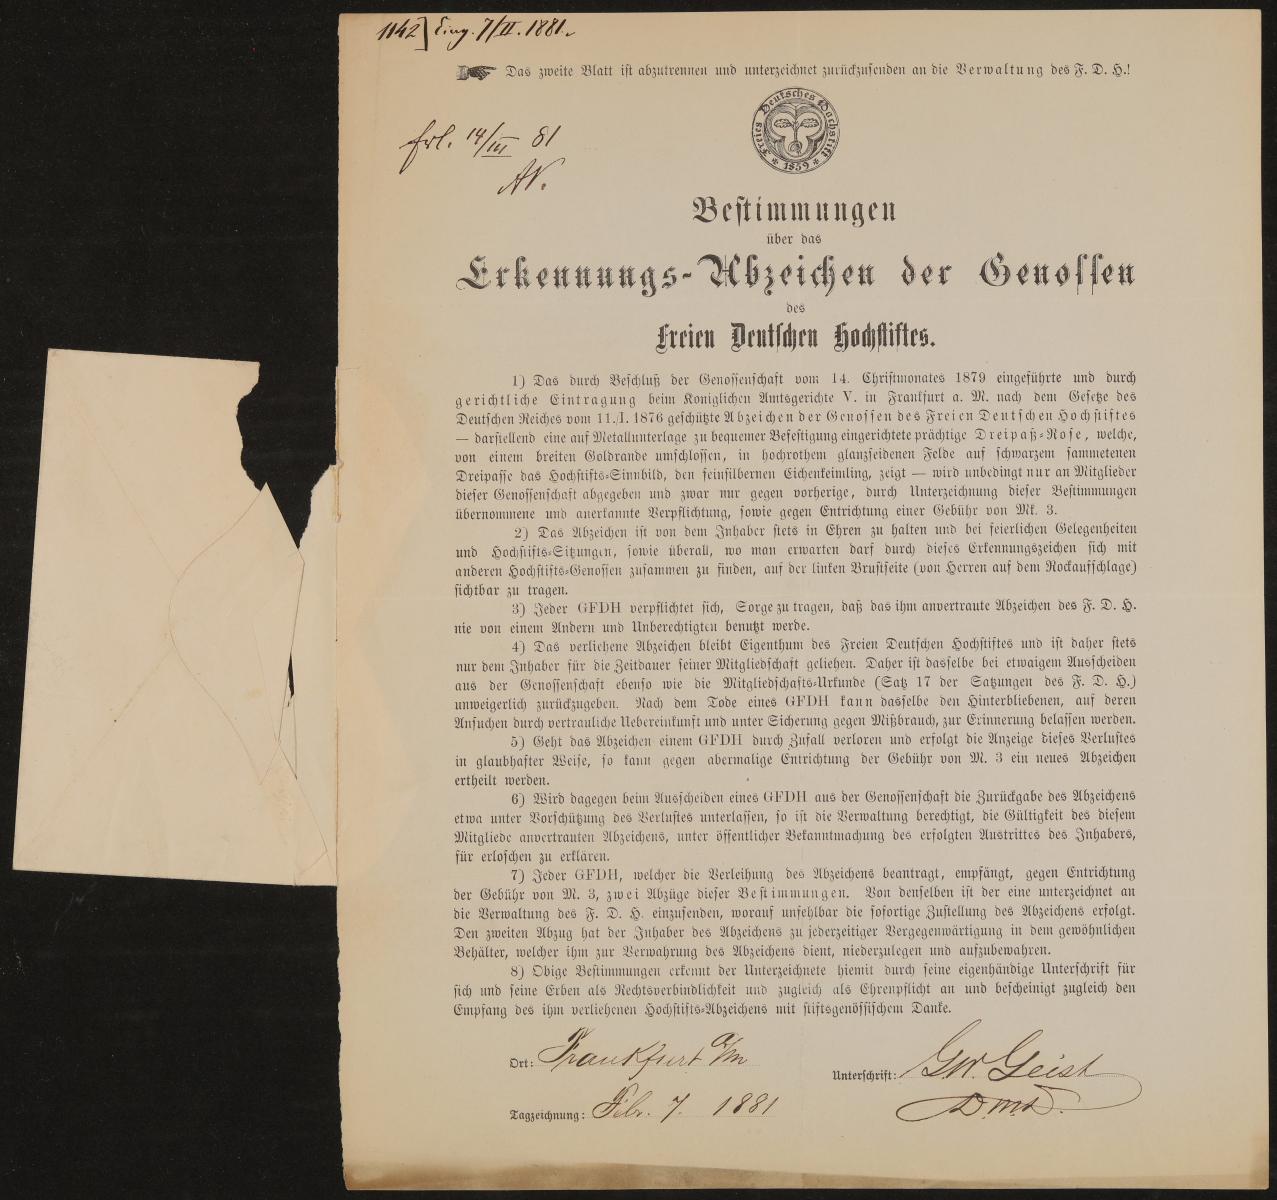 1142] Eing. 7/II. 1881.
Das zweite Blatt ist abzutrennen und unterzeichnet zurückzusenden an die Verwaltung des F. D. H.!
Freies Deutsches Hochstift * 1859 *
Erl. 14/III 81
Bestimmungen
über das
Erkennungs-Abzeichen der Genossen
des
Freien Deutschen Hochstiftes.
1) Das durch Beschluß der Genossenschaft vom 14. Christmonates 1879 eingeführte und durch
gerichtliche Eintragung beim Königlichen Amtsgerichte V. in Frankfurt a. M. nach dem Gesetze des
Deutschen Reiches vom 11./I. 1876 geschützte Abzeichen der Genossen des Freien Deutschen Hochstiftes
— darstellend eine auf Metallunterlage zu bequemer Befestigung eingerichtete prächtige Dreipaß-Rose, welche,
von einem breiten Goldrande umschlossen, in hochrothem glanzseidenen Felde auf schwarzem sammetenen
Dreipasse das Hochstifts-Sinnbild, den feinsilbernen Eichenkeimling, zeigt — wird unbedingt nur an Mitglieder
dieser Genossenschaft abgegeben und zwar nur gegen vorherige, durch Unterzeichnung dieser Bestimmungen
übernommene und anerkannte Verpflichtung, sowie gegen Entrichtung einer Gebühr von Mk. 3.
2) Das Abzeichen ist von dem Inhaber stets in Ehren zu halten und bei feierlichen Gelegenheiten
und Hochstifts-Sitzungen, sowie überall, wo man erwarten darf durch dieses Erkennungszeichen sich mit
anderen Hochstifts-Genossen zusammen zu finden, auf der linken Brustseite (von Herren auf dem Rockaufschlage)
sichtbar zu tragen.
3) Jeder GFDH verpflichtet sich, Sorge zu tragen, daß das ihm anvertraute Abzeichen des F. D. H.
nie von einem Andern und Unberechtigten benutzt werde.
4) Das verliehene Abzeichen bleibt Eigenthum des Freien Deutschen Hochstiftes und ist daher stets
nur dem Inhaber für die Zeitdauer seiner Mitgliedschaft geliehen. Daher ist dasselbe bei etwaigem Ausscheiden
aus der Genossenschaft ebenso wie die Mitgliedschafts-Urkunde (Satz 17 der Satzungen des F. D. H.)
unweigerlich zurückzugeben. Nach dem Tode eines GFDH kann dasselbe den Hinterbliebenen, auf deren
Ansuchen durch vertrauliche Uebereinkunft und unter Sicherung gegen Mißbrauch, zur Erinnerung belassen werden.
5) Geht das Abzeichen einem GFDH durch Zufall verloren und erfolgt die Anzeige dieses Verlustes
in glaubhafter Weise, so kann gegen abermalige Entrichtung der Gebühr von M. 3 ein neues Abzeichen
ertheilt werden.
6) Wird dagegen beim Ausscheiden eines GFDH aus der Genossenschaft die Zurückgabe des Abzeichens
etwa unter Vorschützung des Verlustes unterlassen, so ist die Verwaltung berechtigt, die Gültigkeit des diesem
Mitgliede anvertrauten Abzeichens, unter öffentlicher Bekanntmachung des erfolgten Austrittes des Inhabers,
für erloschen zu erklären.
7) Jeder GFDH, welcher die Verleihung des Abzeichens beantragt, empfängt, gegen Entrichtung
der Gebühr von M. 3, zwei Abzüge dieser Bestimmungen. Von denselben ist der eine unterzeichnet an
die Verwaltung des F. D. H. einzusenden, worauf unfehlbar die sofortige Zustellung des Abzeichens erfolgt.
Den zweiten Abzug hat der Inhaber des Abzeichens zu jederzeitiger Vergegenwärtigung in dem gewöhnlichen
Behälter, welcher ihm zur Verwahrung des Abzeichens dient, niederzulegen und aufzubewahren.
8) Obige Bestimmungen erkennt der Unterzeichnete hiemit durch seine eigenhändige Unterschrift für
sich und seine Erben als Rechtsverbindlichkeit und zugleich als Ehrenpflicht an und bescheinigt zugleich den
Empfang des ihm verliehenen Hochstifts-Abzeichens mit stiftsgenössischem Danke.
Ort: Frankfurt a/m
Unterschrift: Gw. Geist
D.M.D.
Tagzeichnung: Febr. 7. 1881